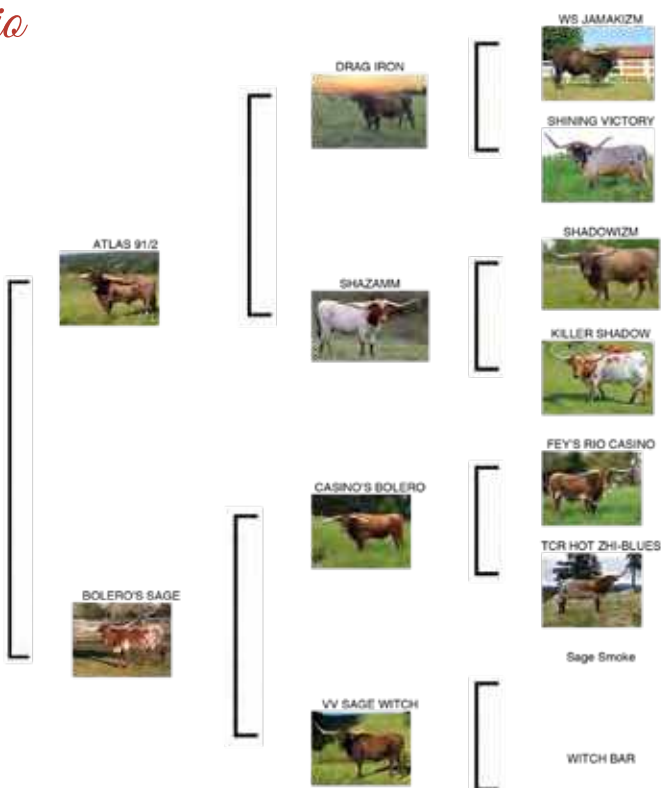 io
WS JAMAKIZM
DRAG IRON
SHINING VICTORY
ATLAS 91/2
SHADOWIZM
SHAZAMM
KILLER SHADOW
FEY'S RIO CASINO
CASINO'S BOLERO
TCR HOT ZHI-BLUES
BOLERO'S SAGE
Sage Smoke
VV SAGE WITCH
WITCH BAR